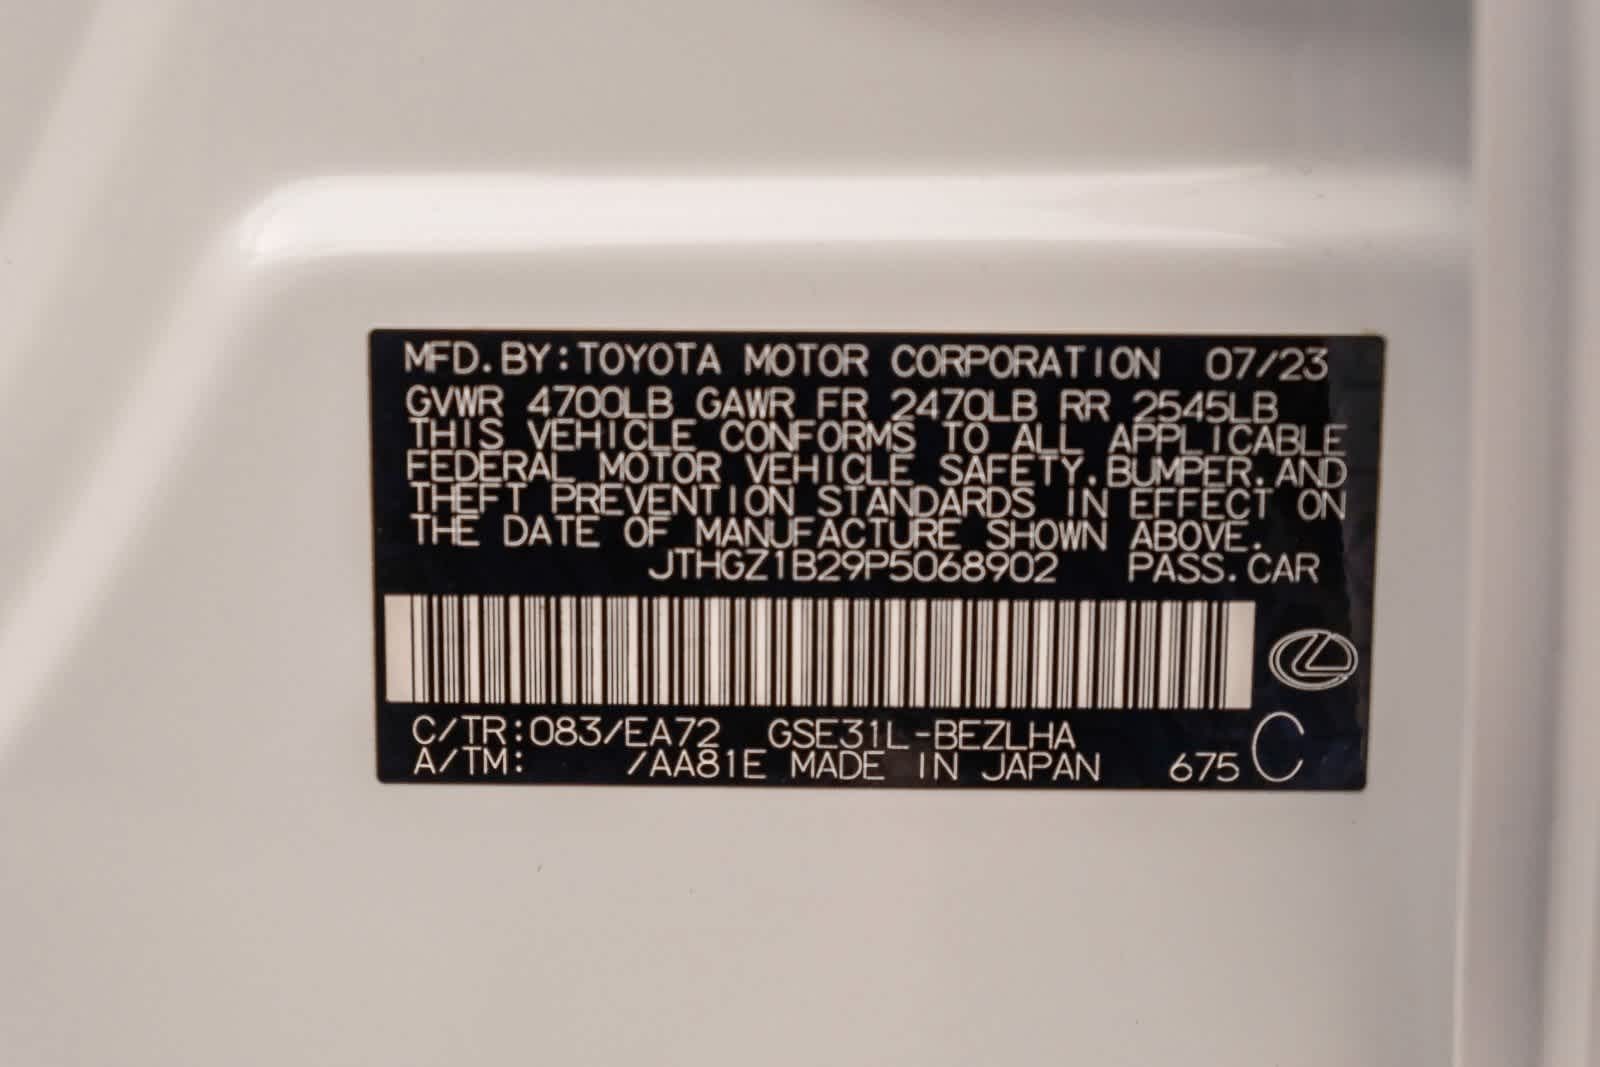 MFD.BY:TOYOTA MOTOR CORPORATION 07/23
GVWR 4700LB GAWR FR 2470LB RR 2545LB
THIS VEHICLE CONFORMS TO ALL APPLICABLE
FEDERAL MOTOR VEHICLE SAFETY.BUMPER.AND
THEFT PREVENTION STANDARDS IN EFFECT ON
THE DATE OF MANUFACTURE SHOWN ABOVE.
JTHGZ1B29P5068902 PASS.CAR
C/TR:083/EA72 GSE31L-BEZLHA
A/TM: /AA81E MADE IN JAPAN 675 C